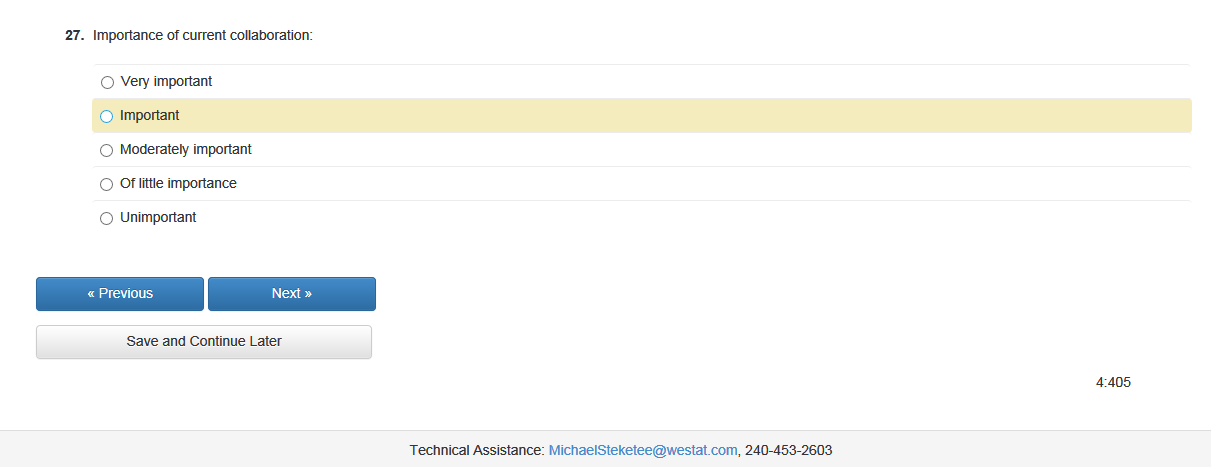 27. Importance of current collaboration:
Very important
Important
Moderately important
Of little importance
Unimportant
« Previous
Next »
Save and Continue Later
4:405
Technical Assistance: MichaelSteketee@westat.com, 240-453-2603